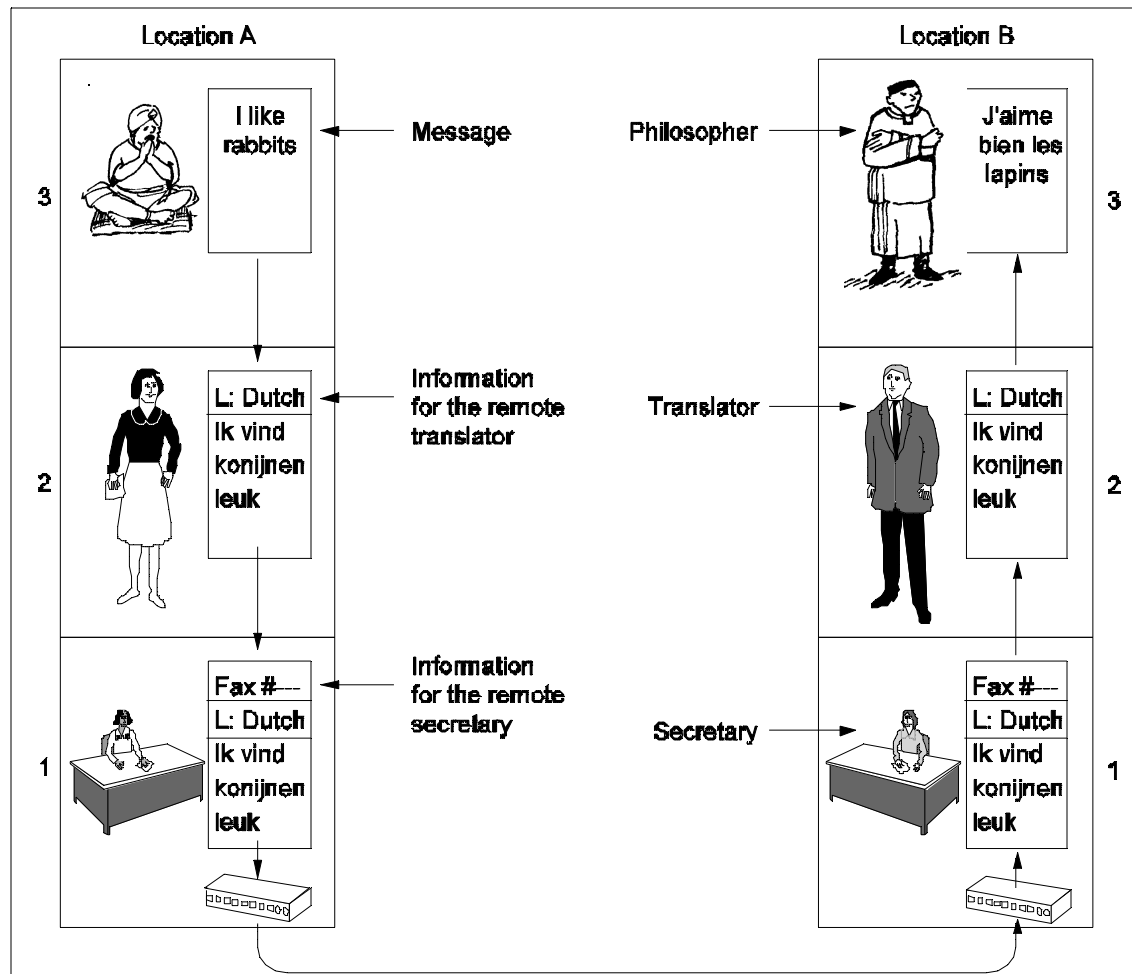 Location A
Location B
I like
rabbits
Message
Philosopher
J'aime
bien les
lapins
3
3
L: Dutch
Ik vind
konijnen
leuk
Information
for the remote
translator
Translator
L: Dutch
Ik vind
konijnen
leuk
2
2
Fax #---
L: Dutch
Ik vind
konijnen
leuk
Information
for the remote
secretary
Secretary
Fax #---
L: Dutch
Ik vind
konijnen
leuk
1
1